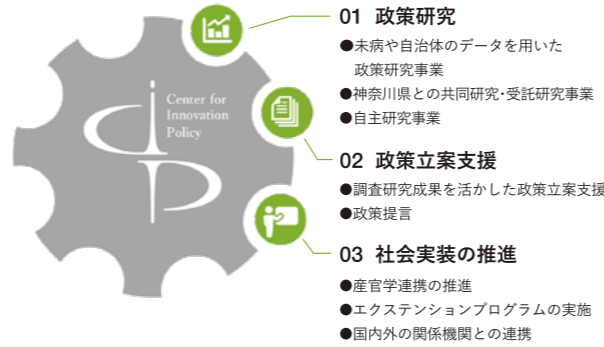 Center for
Innovation
Policy
01 政策研究
●未病や自治体のデータを用いた
政策研究事業
●神奈川県との共同研究・受託研究事業
●自主研究事業
02 政策立案支援
●調査研究成果を活かした政策立案支援
●政策提言
03 社会実装の推進
●産官学連携の推進
●エクステンションプログラムの実施
●国内外の関係機関との連携